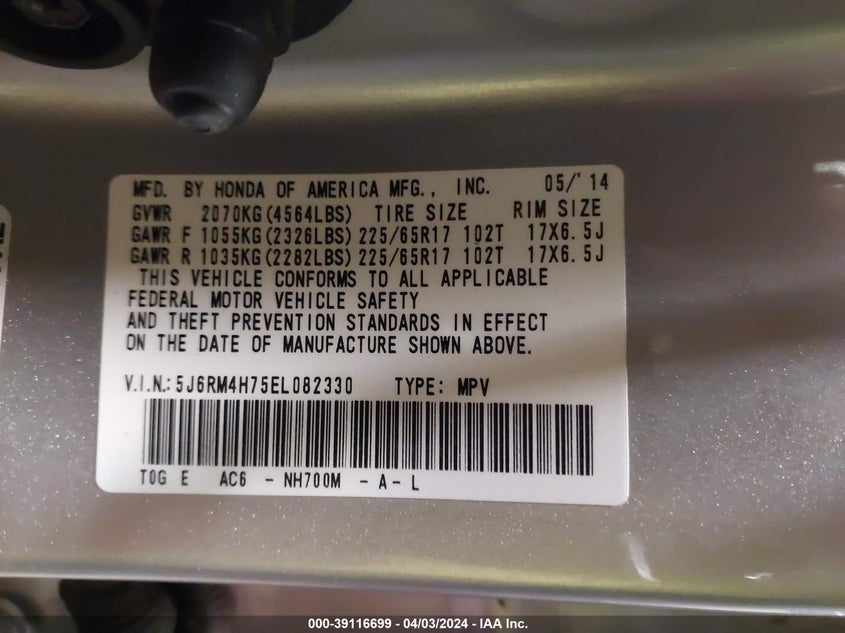 MFD. BY HONDA OF AMERICA MFG., INC. 05/'14
GVWR 2070KG(4564LBS) TIRE SIZE RIM SIZE
GAWR F 1055KG(2326LBS) 225/65R17 102T 17X6.5J
GAWR R 1035KG(2282LBS) 225/65R17 102T 17X6.5J
THIS VEHICLE CONFORMS TO ALL APPLICABLE
FEDERAL MOTOR VEHICLE SAFETY
AND THEFT PREVENTION STANDARDS IN EFFECT
ON THE DATE OF MANUFACTURE SHOWN ABOVE.
V.I.N.: 5J6RM4H75EL082330 TYPE: MPV
T0G E AC6 - NH700M - A - L
000-39116699 - 04/03/2024 - IAA Inc.